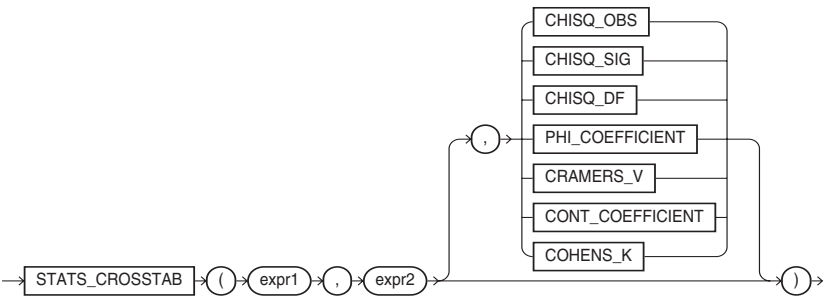 CHISQ_OBS
CHISQ_SIG
CHISQ_DF
, PHI_COEFFICIENT
CRAMERS_V
CONT_COEFFICIENT
COHENS_K
STATS_CROSSTAB ( expr1 , expr2 )